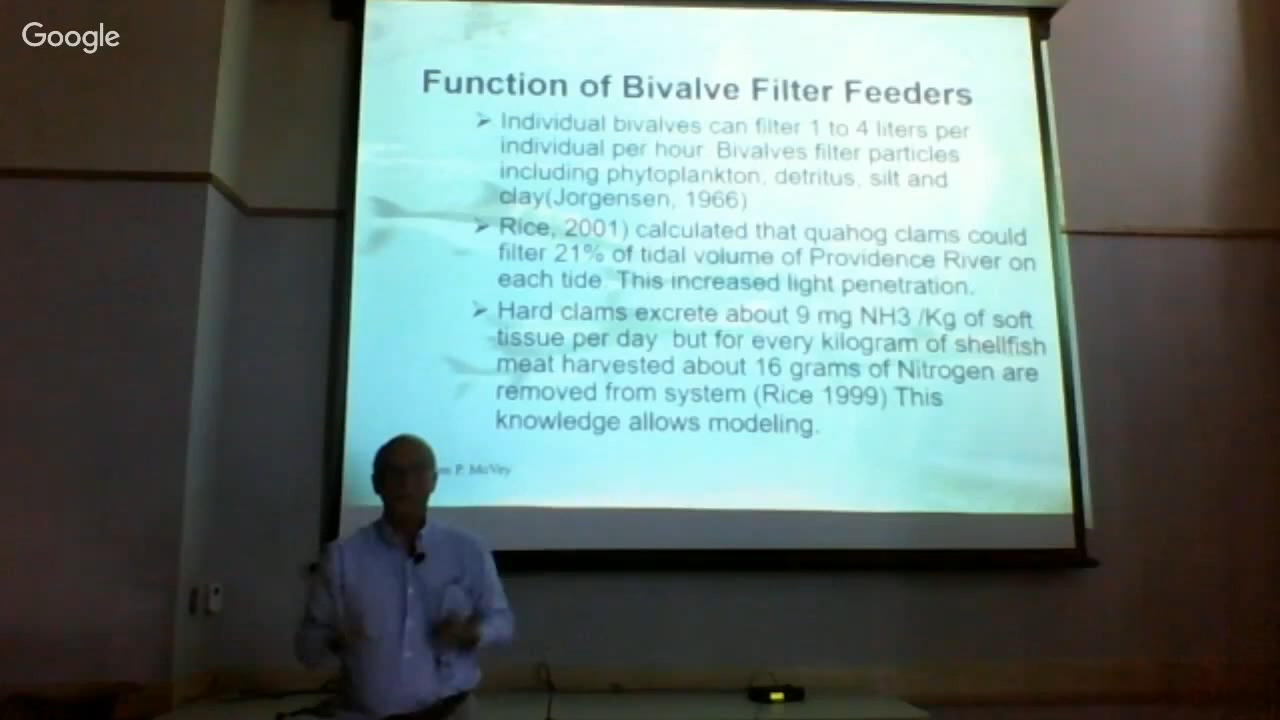 Google
Function of Bivalve Filter Feeders
➢ Individual bivalves can filter 1 to 4 liters per
individual per hour. Bivalves filter particles
including phytoplankton, detritus, silt and
clay(Jorgensen, 1966)
➢ Rice, 2001) calculated that quahog clams could
filter 21% of tidal volume of Providence River on
each tide. This increased light penetration.
➢ Hard clams excrete about 9 mg NH3 /Kg of soft
tissue per day but for every kilogram of shellfish
meat harvested about 16 grams of Nitrogen are
removed from system (Rice 1999) This
knowledge allows modeling.
P. McVey